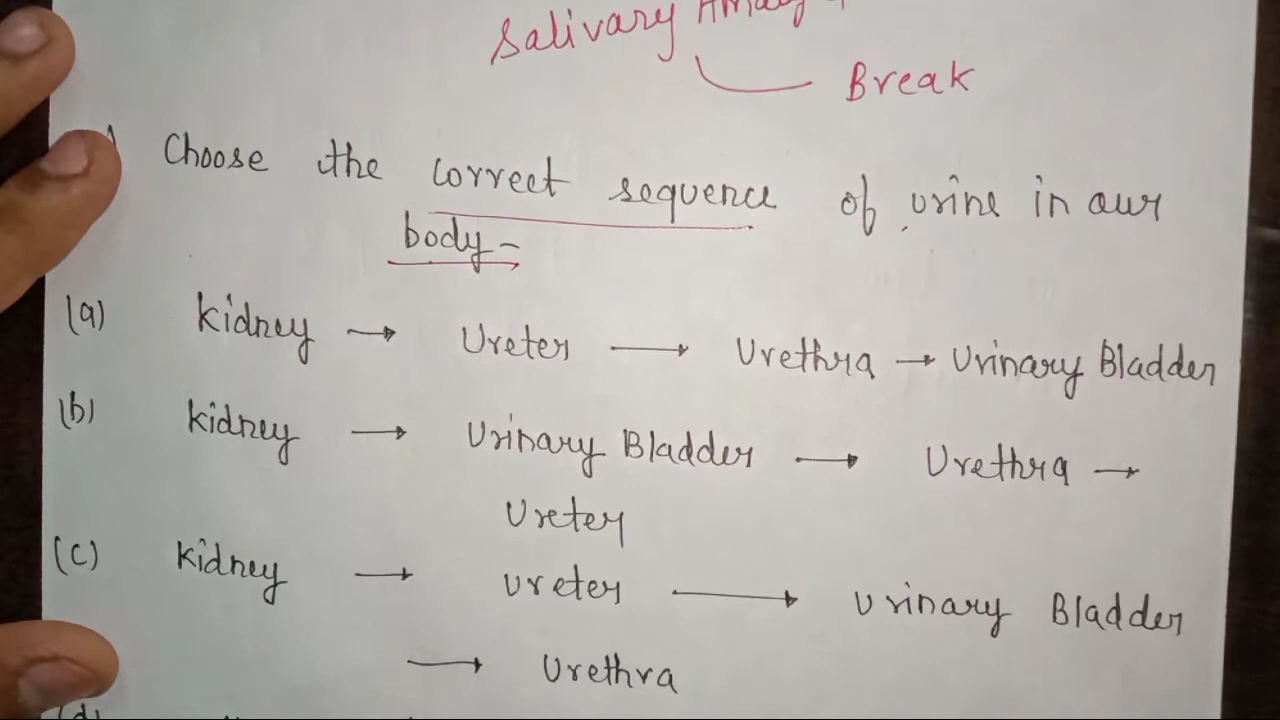 Salivary
Break
Choose the correct sequence of urine in aur
body -
(a) Kidney → Ureter → Urethra → Urinary Bladder
(b) Kidney → Urinary Bladder → Urethra →
Ureter
(c) Kidney → Ureter → Urinary Bladder
→ Urethra
(d)